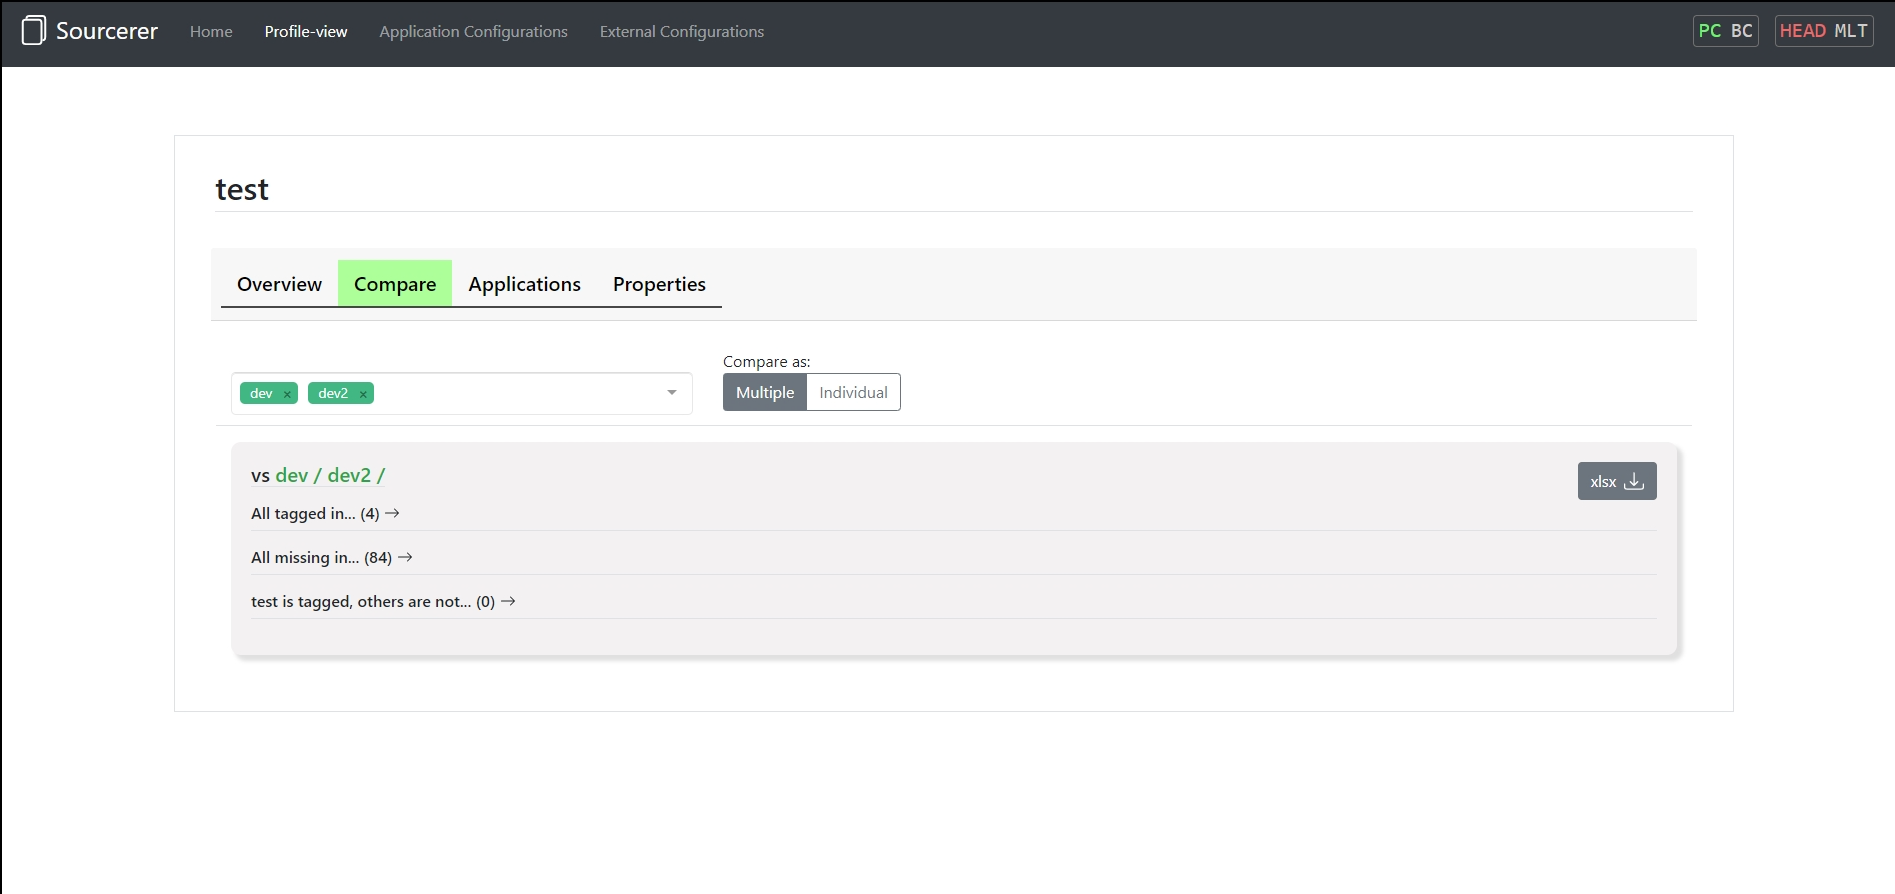 Sourcerer Home Profile-view Application Configurations External Configurations PC BC HEAD MLT
test
Overview Compare Applications Properties
Compare as:
dev × dev2 × Multiple Individual
vs dev / dev2 /
xlsx
All tagged in... (4) →
All missing in... (84) →
test is tagged, others are not... (0) →